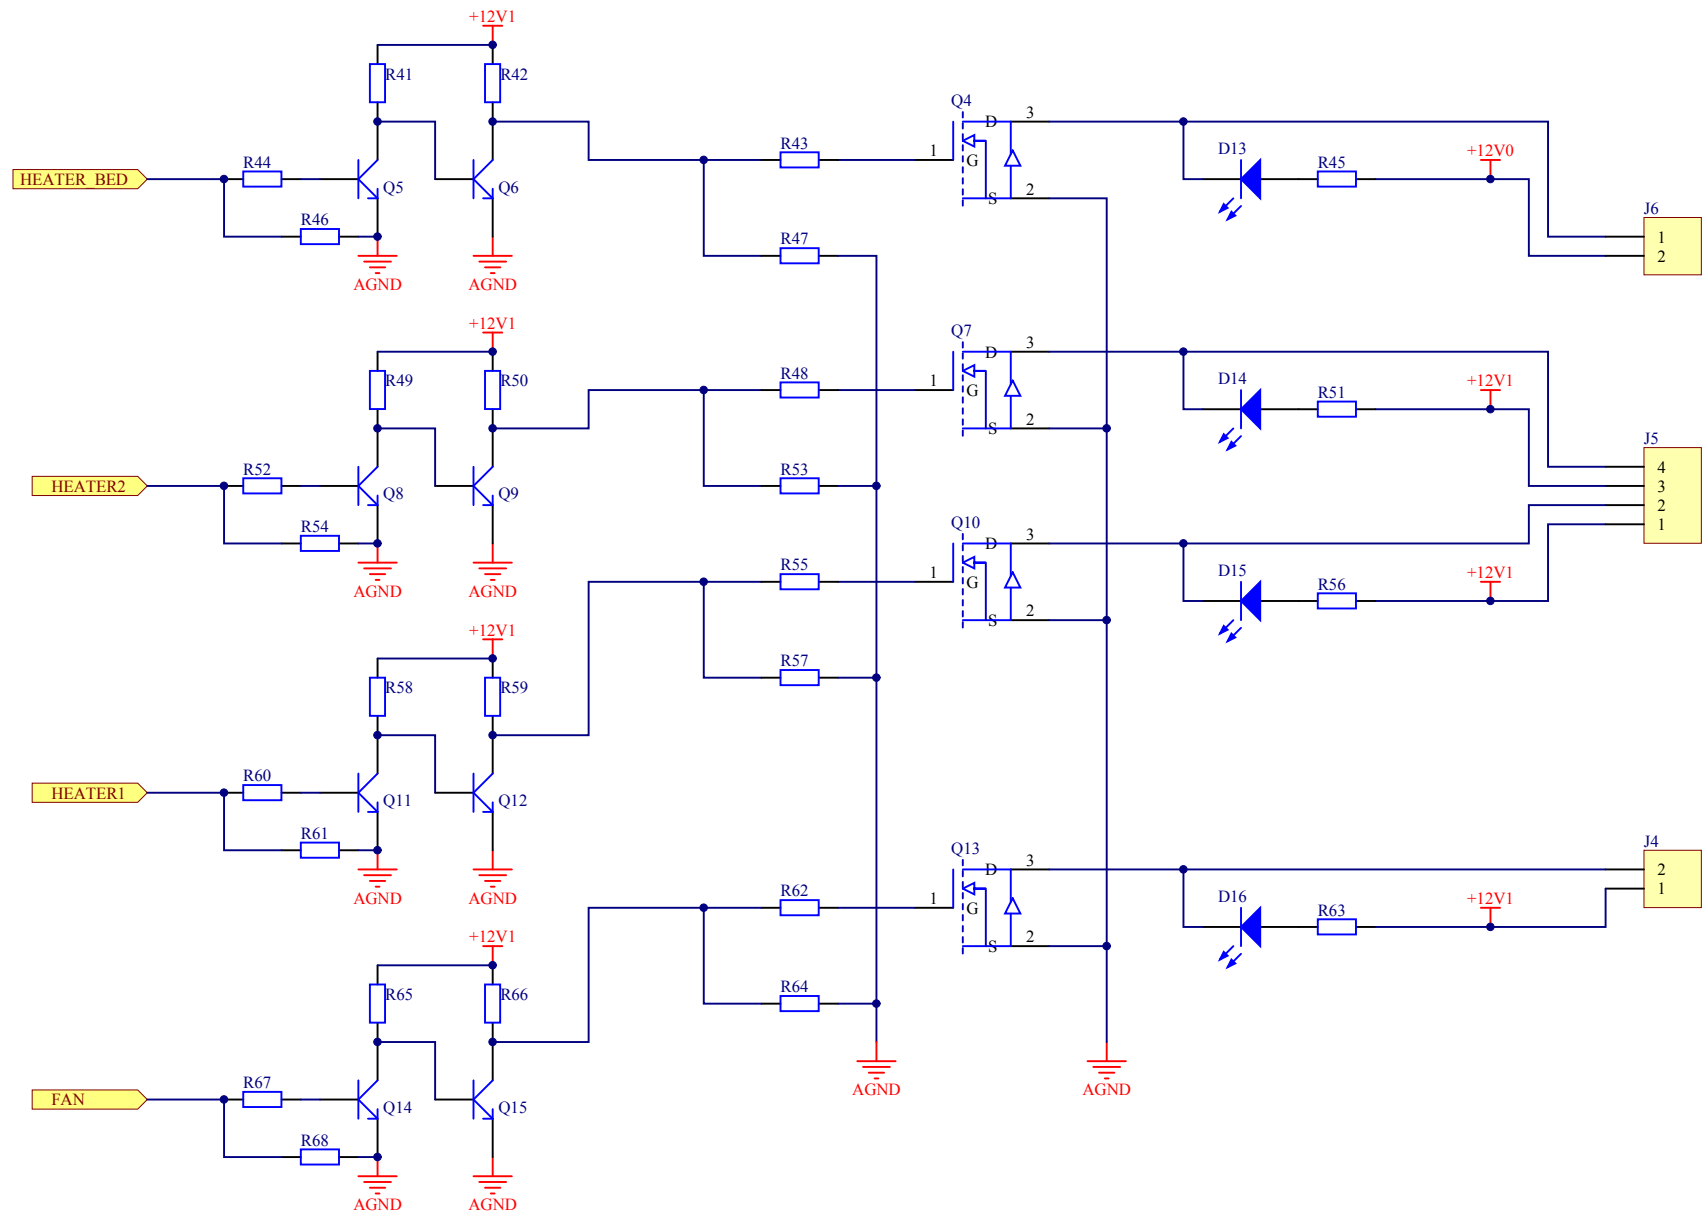 +12V1
R41
R42
Q4
3
D
1
G
S
2
R43
D13
R45
+12V0
J6
1
2
HEATER BED
R44
Q5
Q6
R46
AGND
AGND
R47
+12V1
R49
R50
Q7
3
D
1
G
S
2
R48
D14
R51
+12V1
J5
4
3
2
1
HEATER2
R52
Q8
Q9
R53
R54
AGND
AGND
Q10
3
D
1
G
S
2
R55
D15
R56
+12V1
+12V1
R58
R59
R57
HEATER1
R60
Q11
Q12
R61
AGND
AGND
Q13
3
D
1
G
S
2
R62
D16
R63
+12V1
J4
2
1
+12V1
R65
R66
R64
AGND
AGND
FAN
R67
Q14
Q15
R68
AGND
AGND